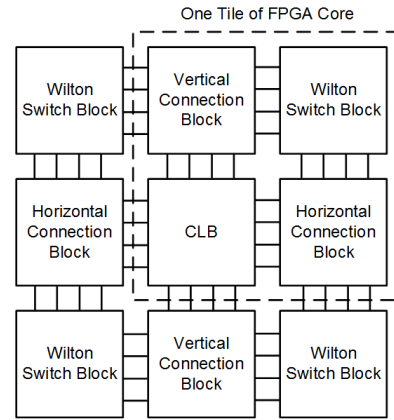 One Tile of FPGA Core
Wilton
Switch Block
Vertical
Connection
Block
Wilton
Switch Block
Horizontal
Connection
Block
CLB
Horizontal
Connection
Block
Wilton
Switch Block
Vertical
Connection
Block
Wilton
Switch Block